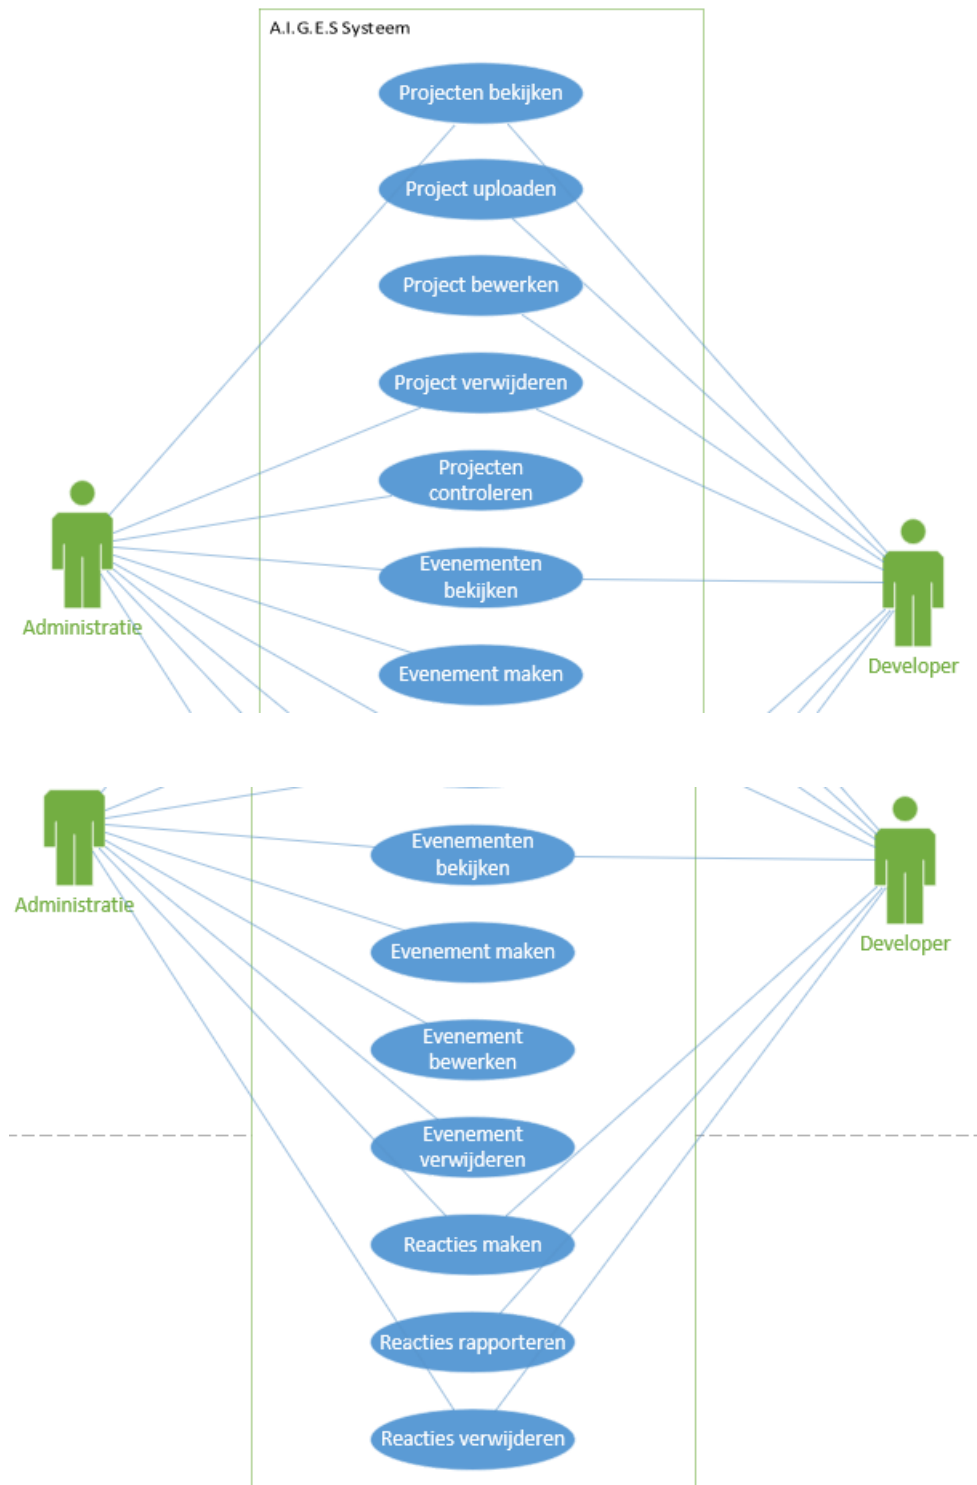 A.I.G.E.S Systeem
Projecten bekijken
Project uploaden
Project bewerken
Project verwijderen
Projecten
controleren
Administratie
Evenementen
bekijken
Developer
Evenement maken
Evenementen
bekijken
Administratie
Developer
Evenement maken
Evenement
bewerken
Evenement
verwijderen
Reacties maken
Reacties rapporteren
Reacties verwijderen